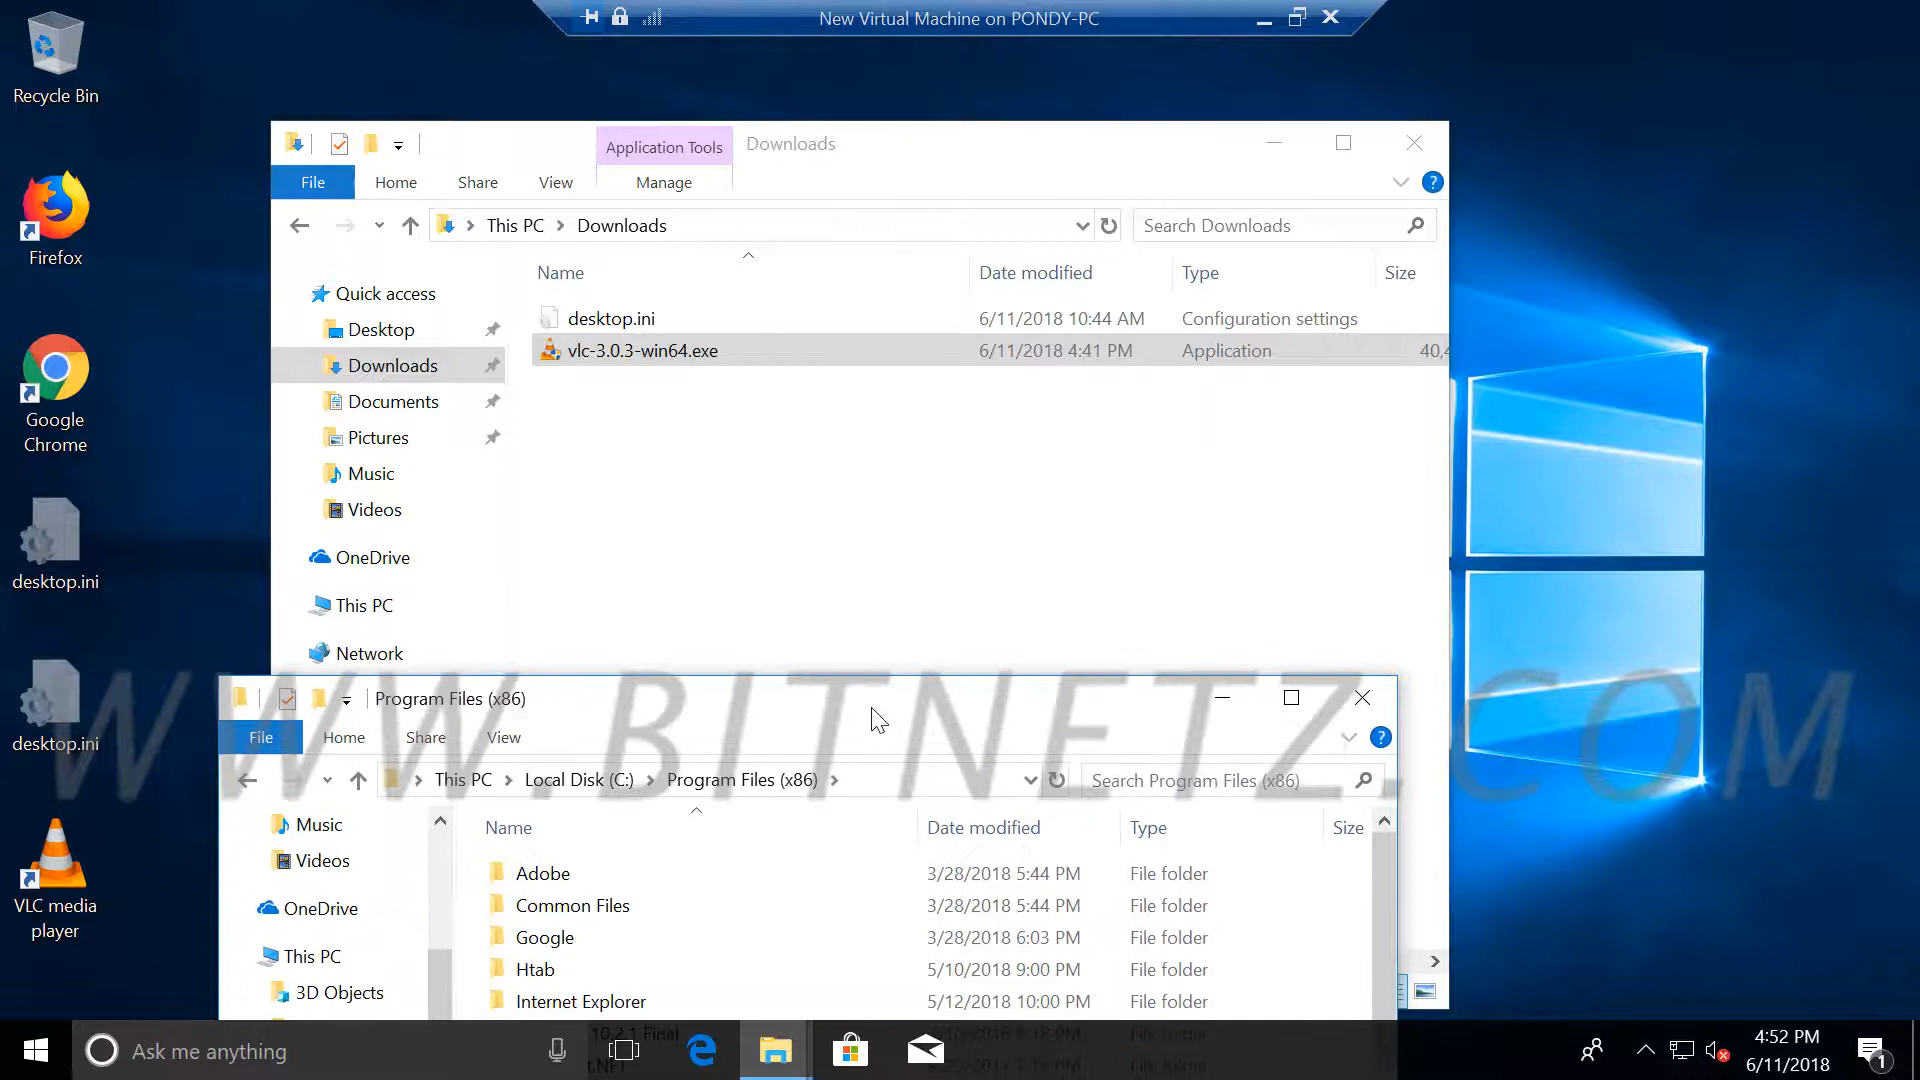 New Virtual Machine on PONDY-PC
Recycle Bin
Firefox
Google
Chrome
desktop.ini
desktop.ini
VLC media
player
Application Tools
Downloads
File
Home
Share
View
Manage
This PC
Downloads
Search Downloads
Name
Date modified
Type
Size
Quick access
Desktop
Downloads
Documents
Pictures
Music
Videos
OneDrive
This PC
Network
desktop.ini 6/11/2018 10:44 AM Configuration settings
vlc-3.0.3-win64.exe 6/11/2018 4:41 PM Application 40,4
WWW.BITNETZ.COM
Program Files (x86)
File
Home
Share
View
This PC
Local Disk (C:)
Program Files (x86)
Search Program Files (x86)
Music
Videos
OneDrive
This PC
3D Objects
Name
Date modified
Type
Size
Adobe 3/28/2018 5:44 PM File folder
Common Files 3/28/2018 5:44 PM File folder
Google 3/28/2018 6:03 PM File folder
Htab 5/10/2018 9:00 PM File folder
Internet Explorer 5/12/2018 10:00 PM File folder
Ask me anything
4:52 PM
6/11/2018
1